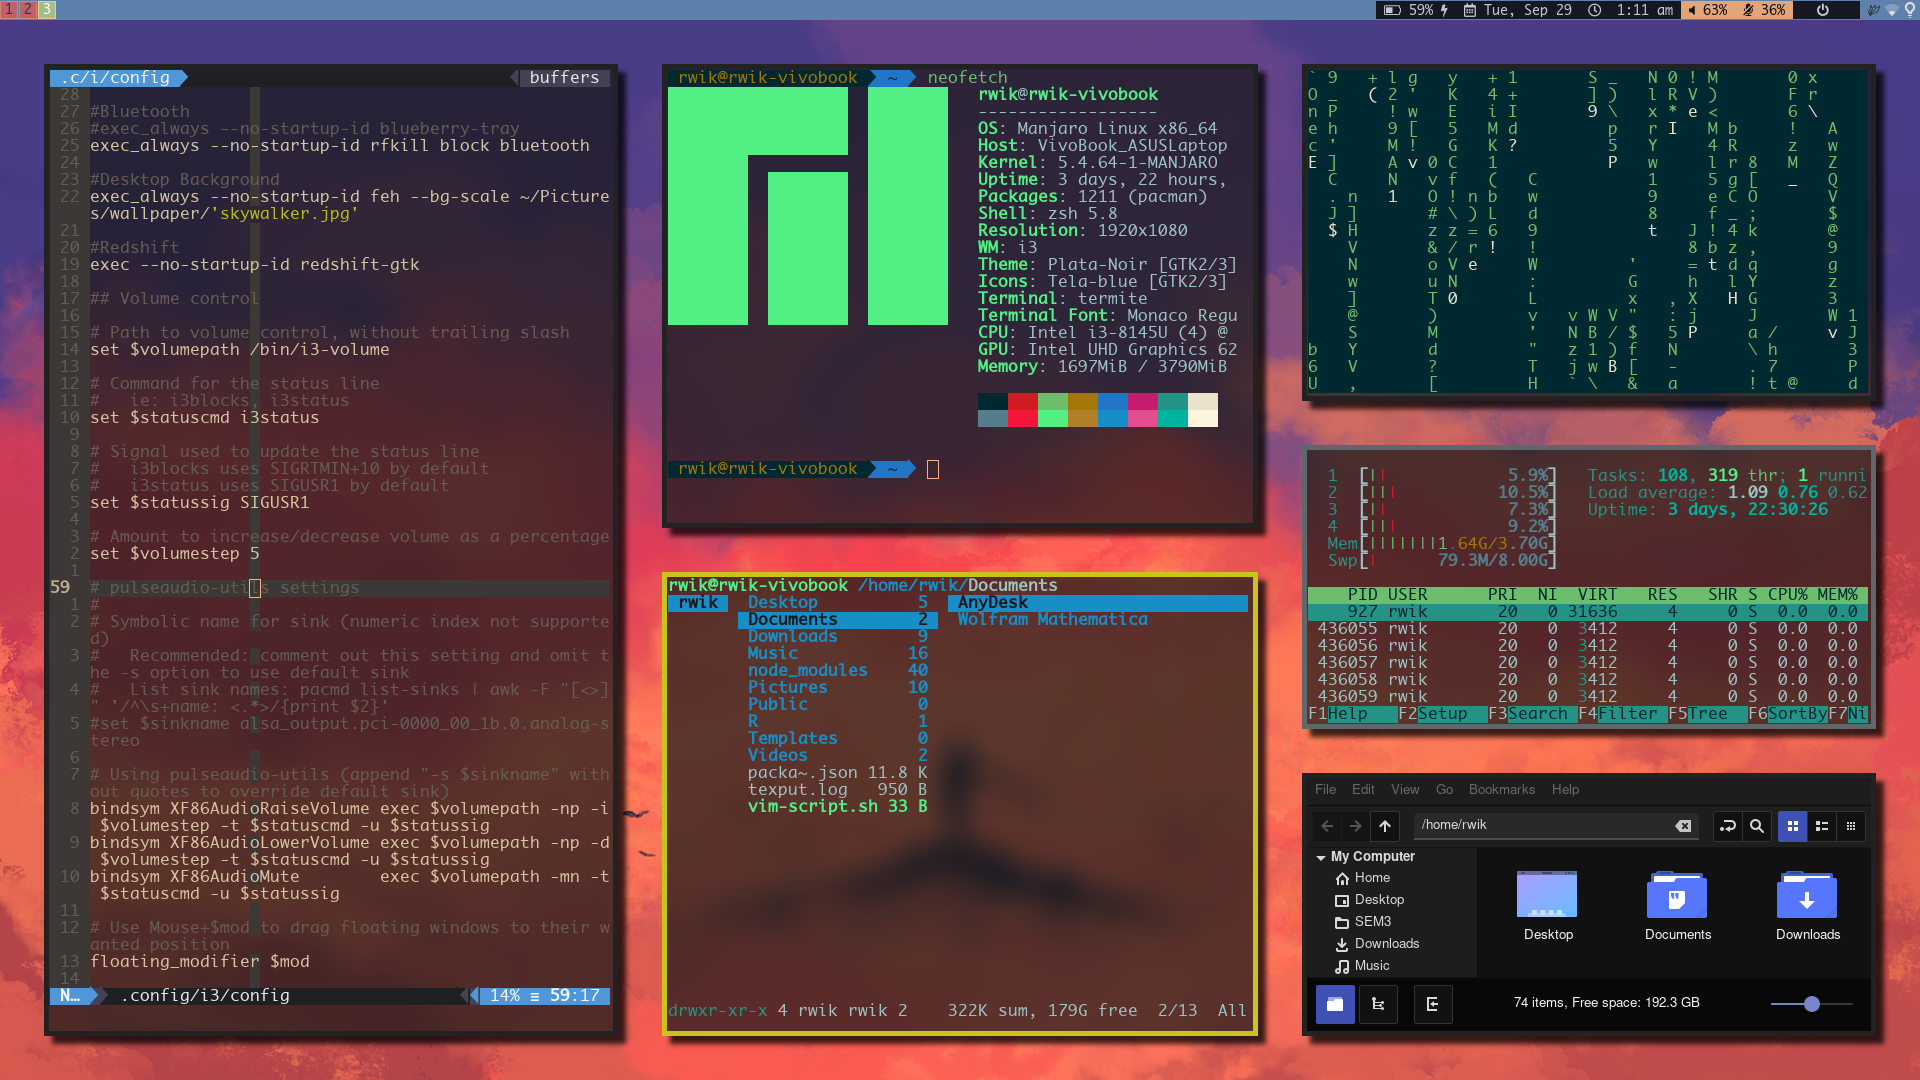 1 2 3
59% Tue, Sep 29 1:11 am 63% 36%
.c/i/config buffers
28
27 #Bluetooth
26 #exec_always --no-startup-id blueberry-tray
25 exec_always --no-startup-id rfkill block bluetooth
24
23 #Desktop Background
22 exec_always --no-startup-id feh --bg-scale ~/Picture
s/wallpaper/'skywalker.jpg'
21
20 #Redshift
19 exec --no-startup-id redshift-gtk
18
17 ## Volume control
16
15 # Path to volume control, without trailing slash
14 set $volumepath /bin/i3-volume
13
12 # Command for the status line
11 #   ie: i3blocks, i3status
10 set $statuscmd i3status
9
8 # Signal used to update the status line
7 #   i3blocks uses SIGRTMIN+10 by default
6 #   i3status uses SIGUSR1 by default
5 set $statussig SIGUSR1
4
3 # Amount to increase/decrease volume as a percentage
2 set $volumestep 5
1
59 # pulseaudio-utils settings
1 #
2 # Symbolic name for sink (numeric index not supporte
d)
3 #   Recommended: comment out this setting and omit t
he -s option to use default sink
4 #   List sink names: pacmd list-sinks | awk -F "[<>]
" '/^\s+name: <.*>/{print $2}'
5 #set $sinkname alsa_output.pci-0000_00_1b.0.analog-s
tereo
6
7 # Using pulseaudio-utils (append "-s $sinkname" with
out quotes to override default sink)
8 bindsym XF86AudioRaiseVolume exec $volumepath -np -i
$volumestep -t $statuscmd -u $statussig
9 bindsym XF86AudioLowerVolume exec $volumepath -np -d
$volumestep -t $statuscmd -u $statussig
10 bindsym XF86AudioMute        exec $volumepath -mn -t
$statuscmd -u $statussig
11
12 # Use Mouse+$mod to drag floating windows to their w
anted position
13 floating_modifier $mod
14
N… .config/i3/config 14% ≡ 59:17
rwik@rwik-vivobook ~ neofetch
rwik@rwik-vivobook
------------------
OS: Manjaro Linux x86_64
Host: VivoBook_ASUSLaptop
Kernel: 5.4.64-1-MANJARO
Uptime: 3 days, 22 hours,
Packages: 1211 (pacman)
Shell: zsh 5.8
Resolution: 1920x1080
WM: i3
Theme: Plata-Noir [GTK2/3]
Icons: Tela-blue [GTK2/3]
Terminal: termite
Terminal Font: Monaco Regu
CPU: Intel i3-8145U (4) @
GPU: Intel UHD Graphics 62
Memory: 1697MiB / 3790MiB
rwik@rwik-vivobook ~
rwik@rwik-vivobook /home/rwik/Documents
rwik Desktop 5 AnyDesk
Documents 2 Wolfram Mathematica
Downloads 9
Music 16
node_modules 40
Pictures 10
Public 0
R 1
Templates 0
Videos 2
packa~.json 11.8 K
texput.log 950 B
vim-script.sh 33 B
drwxr-xr-x 4 rwik rwik 2 322K sum, 179G free 2/13 All
1 [|| 5.9%] Tasks: 108, 319 thr; 1 runni
2 [||| 10.5%] Load average: 1.09 0.76 0.62
3 [|| 7.3%] Uptime: 3 days, 22:30:26
4 [||| 9.2%]
Mem[|||||||1.64G/3.70G]
Swp[| 79.3M/8.00G]
PID USER PRI NI VIRT RES SHR S CPU% MEM%
927 rwik 20 0 31636 4 0 S 0.0 0.0
436055 rwik 20 0 3412 4 0 S 0.0 0.0
436056 rwik 20 0 3412 4 0 S 0.0 0.0
436057 rwik 20 0 3412 4 0 S 0.0 0.0
436058 rwik 20 0 3412 4 0 S 0.0 0.0
436059 rwik 20 0 3412 4 0 S 0.0 0.0
F1Help F2Setup F3Search F4Filter F5Tree F6SortBy F7Ni
File Edit View Go Bookmarks Help
/home/rwik
My Computer
Home
Desktop
SEM3
Downloads
Music
Desktop Documents Downloads
74 items, Free space: 192.3 GB